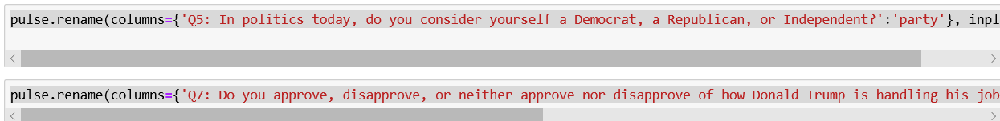 pulse.rename(columns={'Q5: In politics today, do you consider yourself a Democrat, a Republican, or Independent?':'party'}, inpl
pulse.rename(columns={'Q7: Do you approve, disapprove, or neither approve nor disapprove of how Donald Trump is handling his job